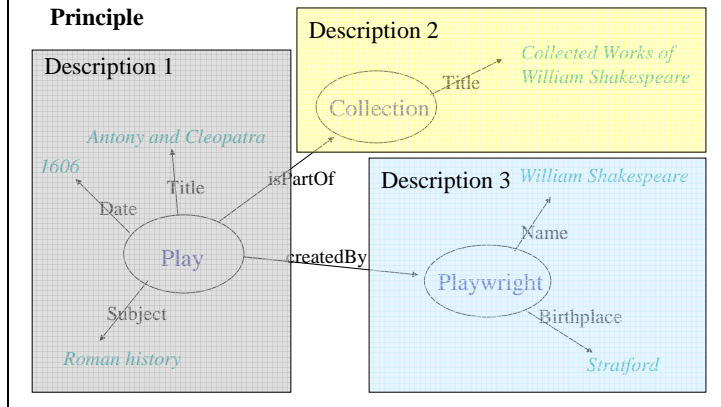 Principle
Description 1
Antony and Cleopatra
1606
Title
Date
Play
Subject
Roman history
isPartOf
createdBy
Description 2
Collected Works of
William Shakespeare
Title
Collection
Description 3
William Shakespeare
Name
Playwright
Birthplace
Stratford